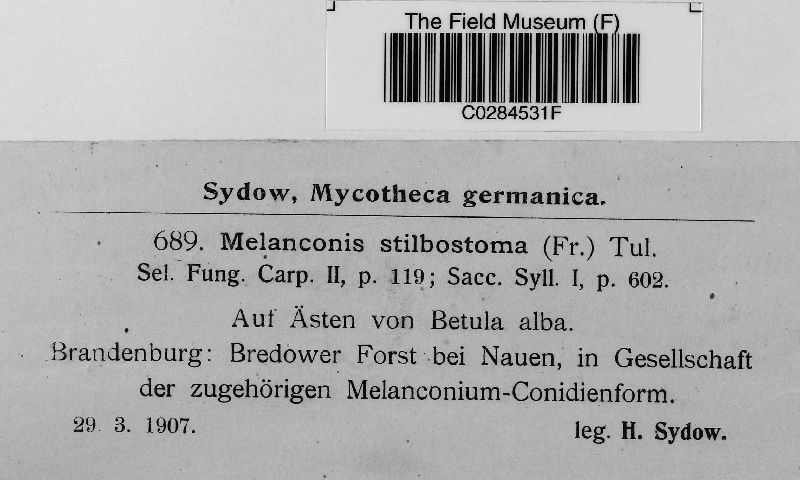 The Field Museum (F)
C0284531F
Sydow, Mycotheca germanica.
689. Melanconis stilbostoma (Fr.) Tul.
Sel. Fung. Carp. II, p. 119; Sacc. Syll. I, p. 602.
Auf Ästen von Betula alba.
Brandenburg: Bredower Forst bei Nauen, in Gesellschaft
der zugehörigen Melanconium-Conidienform.
29. 3. 1907.
leg. H. Sydow.